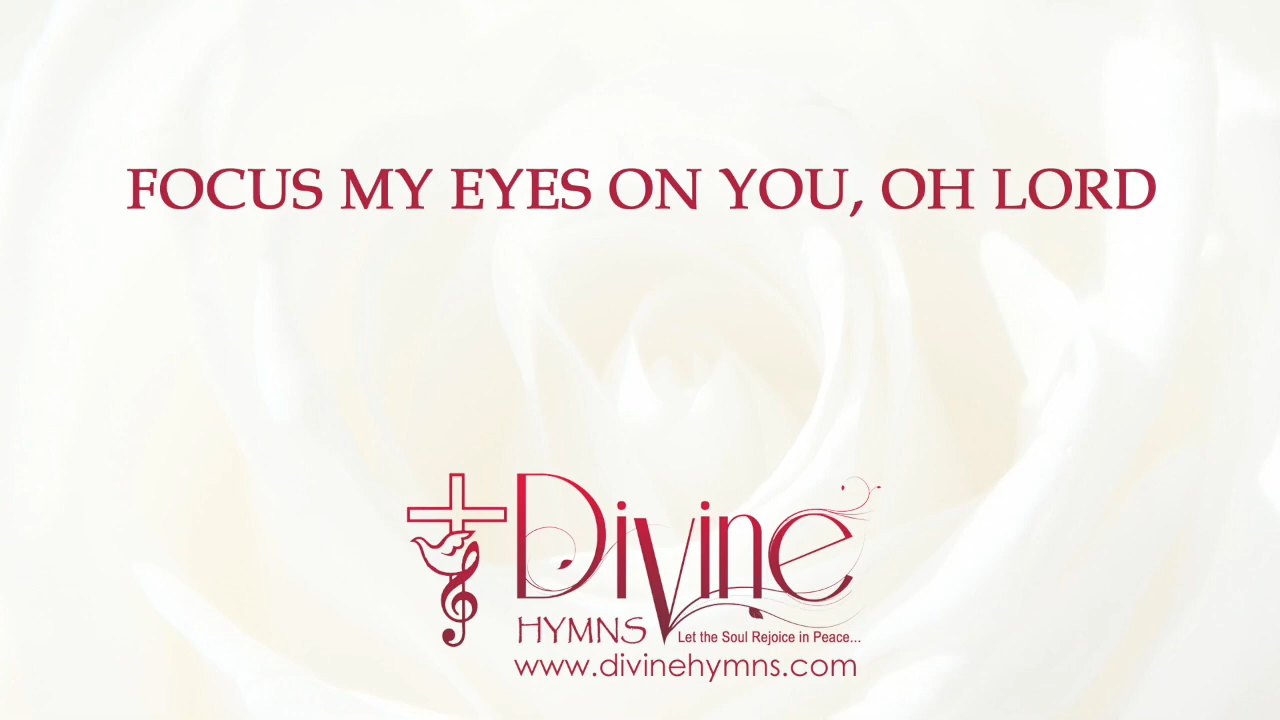 FOCUS MY EYES ON YOU, OH LORD
Divine
HYMNS
Let the Soul Rejoice in Peace...
www.divinehymns.com